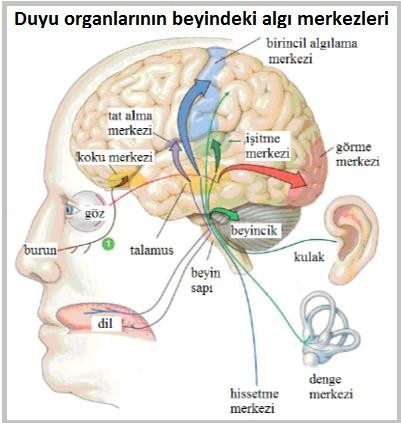 Duyu organlarının beyindeki algı merkezleri
birincil algılama
merkezi
tat alma
merkezi
koku merkezi
işitme
merkezi
görme
merkezi
göz
burun
1
talamus
beyincik
beyin
sapı
kulak
dil
hissetme
merkezi
denge
merkezi